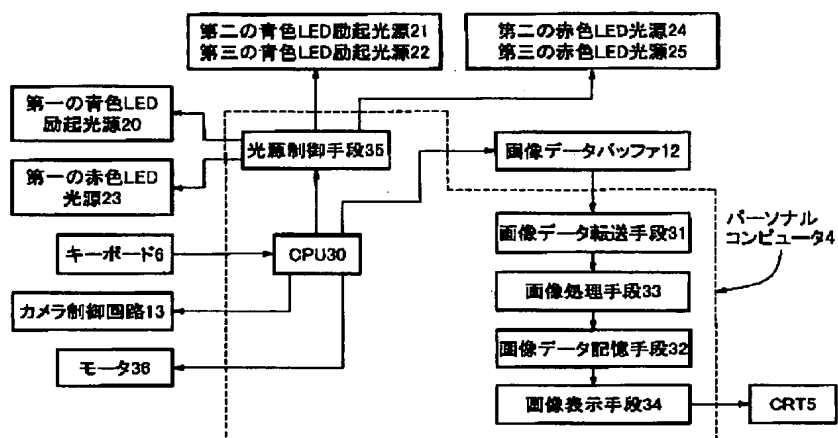 第二の青色LED励起光源21
第三の青色LED励起光源22
第二の赤色LED光源24
第三の赤色LED光源25
第一の青色LED
励起光源20
光源制御手段35
画像データバッファ12
第一の赤色LED
光源23
画像データ転送手段31
パーソナル
コンピュータ4
キーボード6
CPU30
画像処理手段33
カメラ制御回路13
画像データ記憶手段32
モータ36
画像表示手段34
CRT5